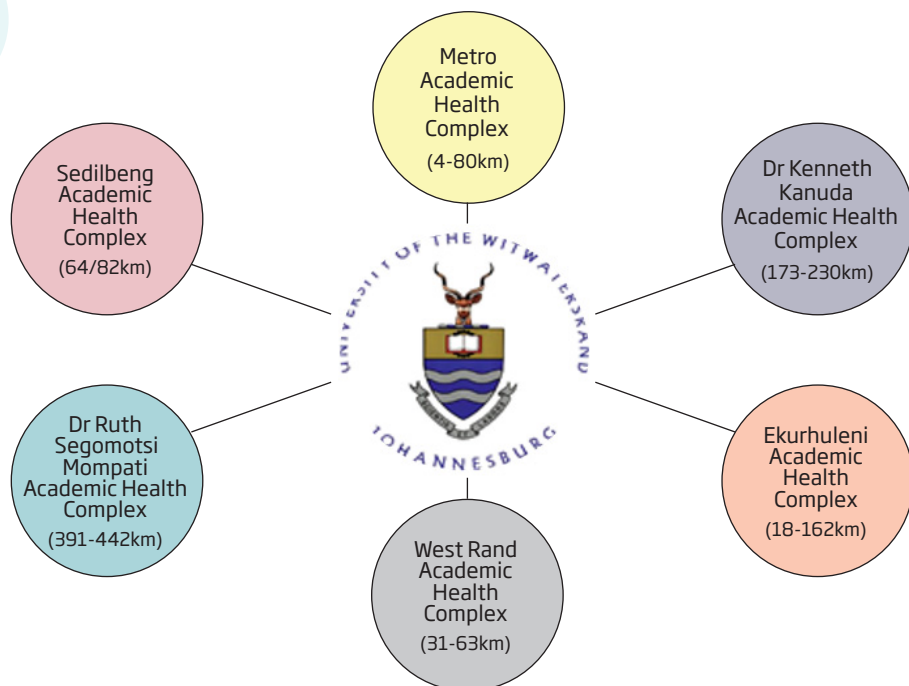 Metro
Academic
Health
Complex
(4-80km)
Sedilbeng
Academic
Health
Complex
(64/82km)
Dr Kenneth
Kanuda
Academic Health
Complex
(173-230km)
UNIVERSITY OF THE WITWATERSRAND
JOHANNESBURG
Dr Ruth
Segomotsi
Mompati
Academic Health
Complex
(391-442km)
Ekurhuleni
Academic
Health
Complex
(18-162km)
West Rand
Academic
Health
Complex
(31-63km)